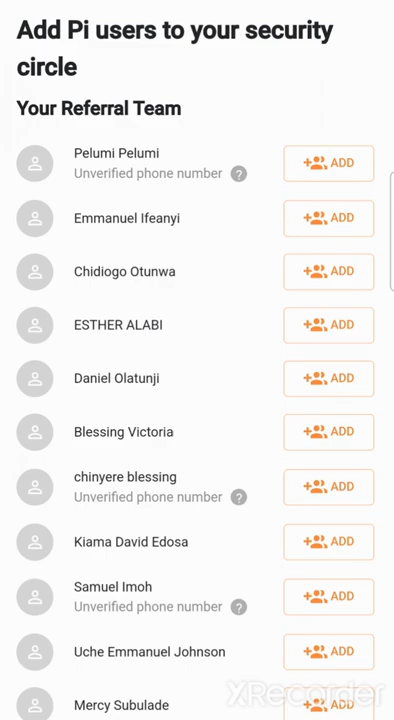 Add Pi users to your security
circle
Your Referral Team
Pelumi Pelumi
Unverified phone number ?
ADD
Emmanuel Ifeanyi
ADD
Chidiogo Otunwa
ADD
ESTHER ALABI
ADD
Daniel Olatunji
ADD
Blessing Victoria
ADD
chinyere blessing
Unverified phone number ?
ADD
Kiama David Edosa
ADD
Samuel Imoh
Unverified phone number ?
ADD
Uche Emmanuel Johnson
ADD
Mercy Subulade
ADD
XRecorder